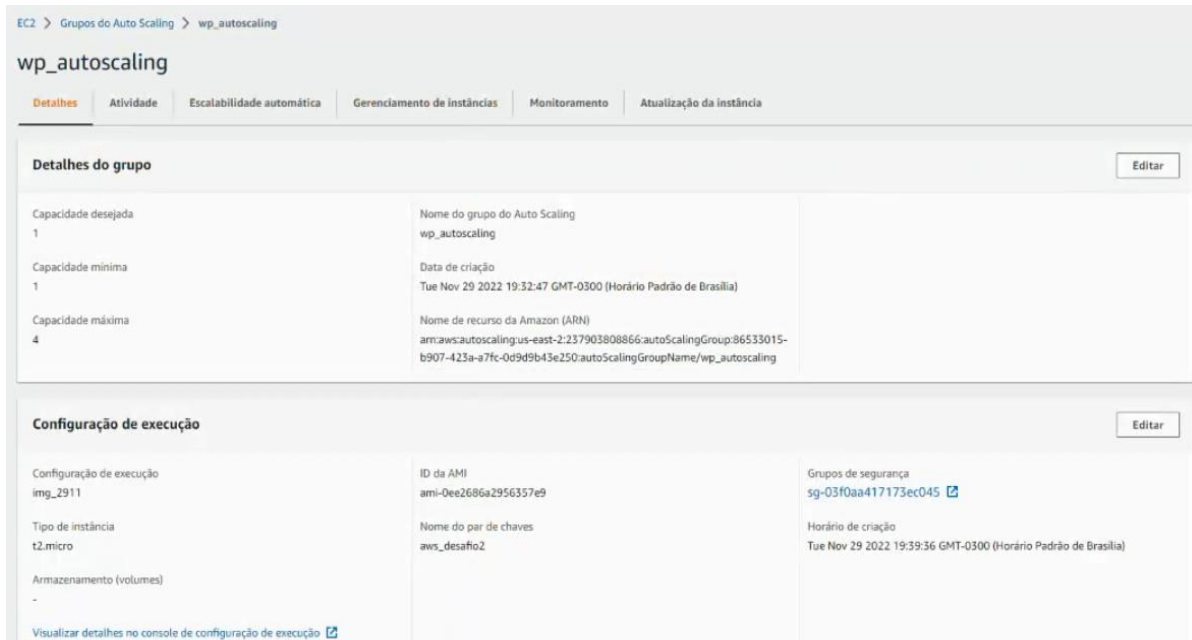 EC2 > Grupos do Auto Scaling > wp_autoscaling
wp_autoscaling
Detalhes Atividade Escalabilidade automática Gerenciamento de instâncias Monitoramento Atualização da instância
Detalhes do grupo
Editar
Capacidade desejada
1
Capacidade mínima
1
Capacidade máxima
4
Nome do grupo do Auto Scaling
wp_autoscaling
Data de criação
Tue Nov 29 2022 19:32:47 GMT-0300 (Horário Padrão de Brasília)
Nome de recurso da Amazon (ARN)
arn:aws:autoscaling:us-east-2:237903808866:autoScalingGroup:86533015-
b907-423a-a7fc-0d9d9b43e250:autoScalingGroupName/wp_autoscaling
Configuração de execução
Editar
Configuração de execução
img_2911
Tipo de instância
t2.micro
Armazenamento (volumes)
-
Visualizar detalhes no console de configuração de execução
ID da AMI
ami-0ee2686a2956357e9
Nome do par de chaves
aws_desafio2
Grupos de segurança
sg-03f0aa417173ec045
Horário de criação
Tue Nov 29 2022 19:39:36 GMT-0300 (Horário Padrão de Brasília)